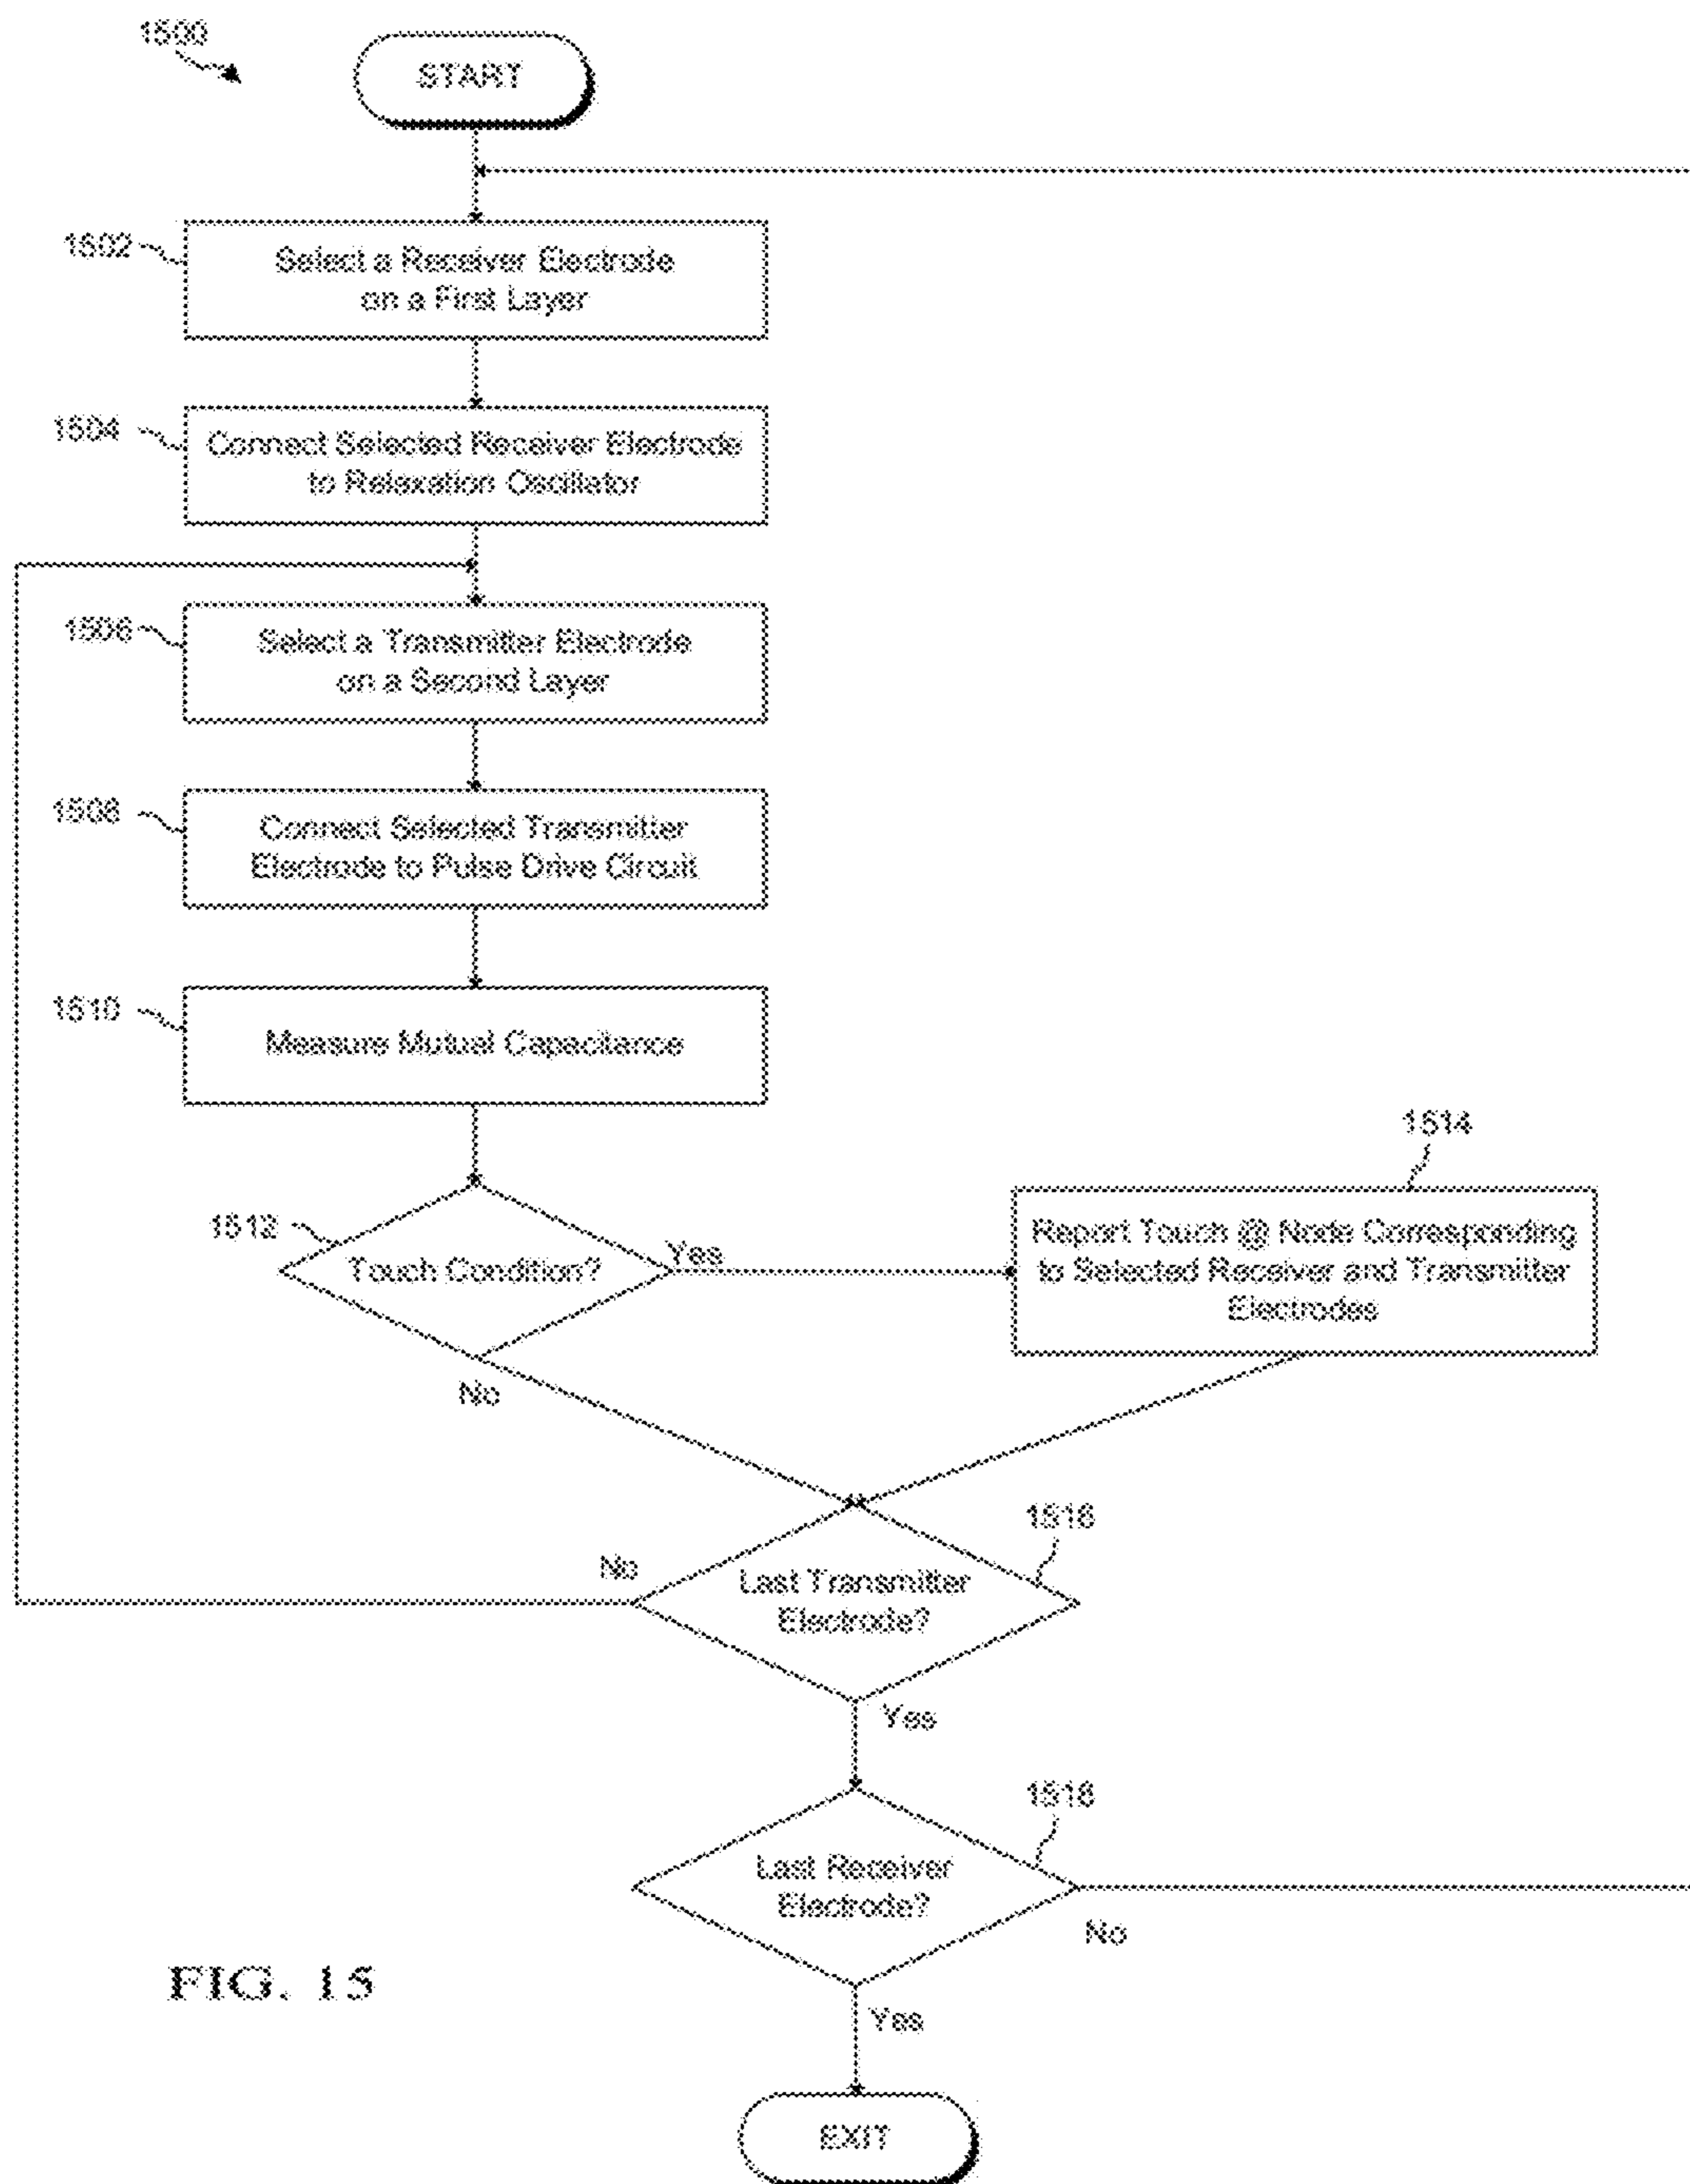 1500
START
1502
Select a Receiver Electrode
on a First Layer
1504
Connect Selected Receiver Electrode
to Relaxation Oscillator
1506
Select a Transmitter Electrode
on a Second Layer
1508
Connect Selected Transmitter
Electrode to Pulse Drive Circuit
1510
Measure Mutual Capacitance
1512
Touch Condition?
Yes
No
1514
Report Touch @ Node Corresponding
to Selected Receiver and Transmitter
Electrodes
1516
Last Transmitter
Electrode?
No
Yes
1518
Last Receiver
Electrode?
No
Yes
EXIT
FIG. 15